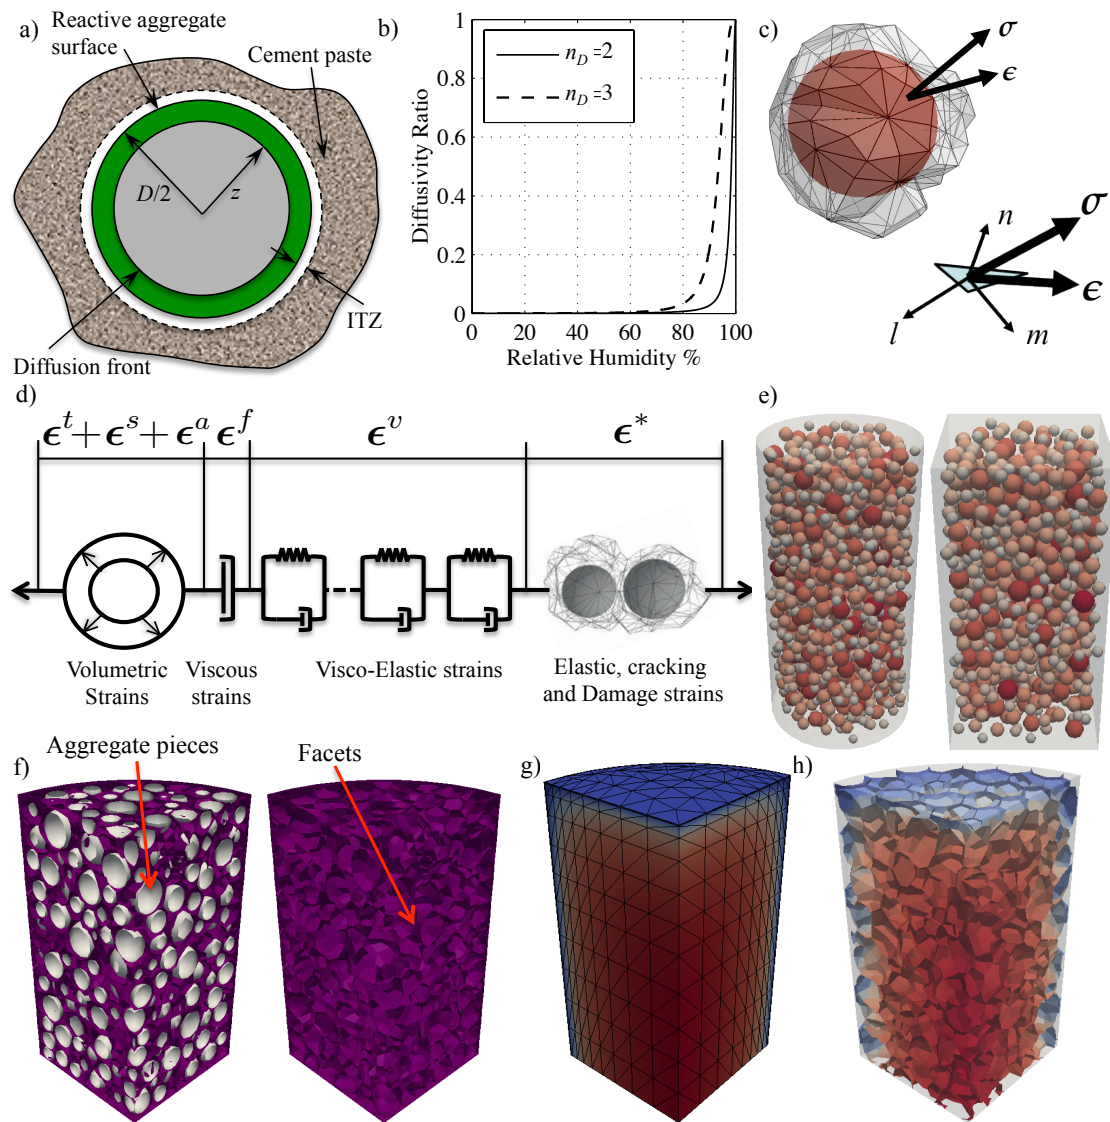 a)
Reactive aggregate
surface
Cement paste
D/2
z
ITZ
Diffusion front
b)
Diffusivity Ratio
1
0.8
0.6
0.4
0.2
0
0 20 40 60 80 100
Relative Humidity %
n_D =2
n_D =3
c)
σ
ϵ
n
σ
ϵ
l
m
d)
ϵ^t + ϵ^s + ϵ^a ϵ^f ϵ^v ϵ^*
Volumetric
Strains
Viscous
strains
Visco-Elastic strains
Elastic, cracking
and Damage strains
e)
f)
Aggregate pieces
Facets
g)
h)